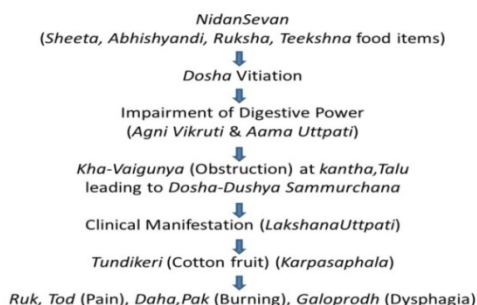 NidanSevan
(Sheeta, Abhishyandi, Ruksha, Teekshna food items)
Dosha Vitiation
Impairment of Digestive Power
(Agni Vikruti & Aama Uttpati)
Kha-Vaigunya (Obstruction) at kantha,Talu
leading to Dosha-Dushya Sammurchana
Clinical Manifestation (LakshanaUttpati)
Tundikeri (Cotton fruit) (Karpasaphala)
Ruk, Tod (Pain), Daha,Pak (Burning), Galoprodh (Dysphagia)